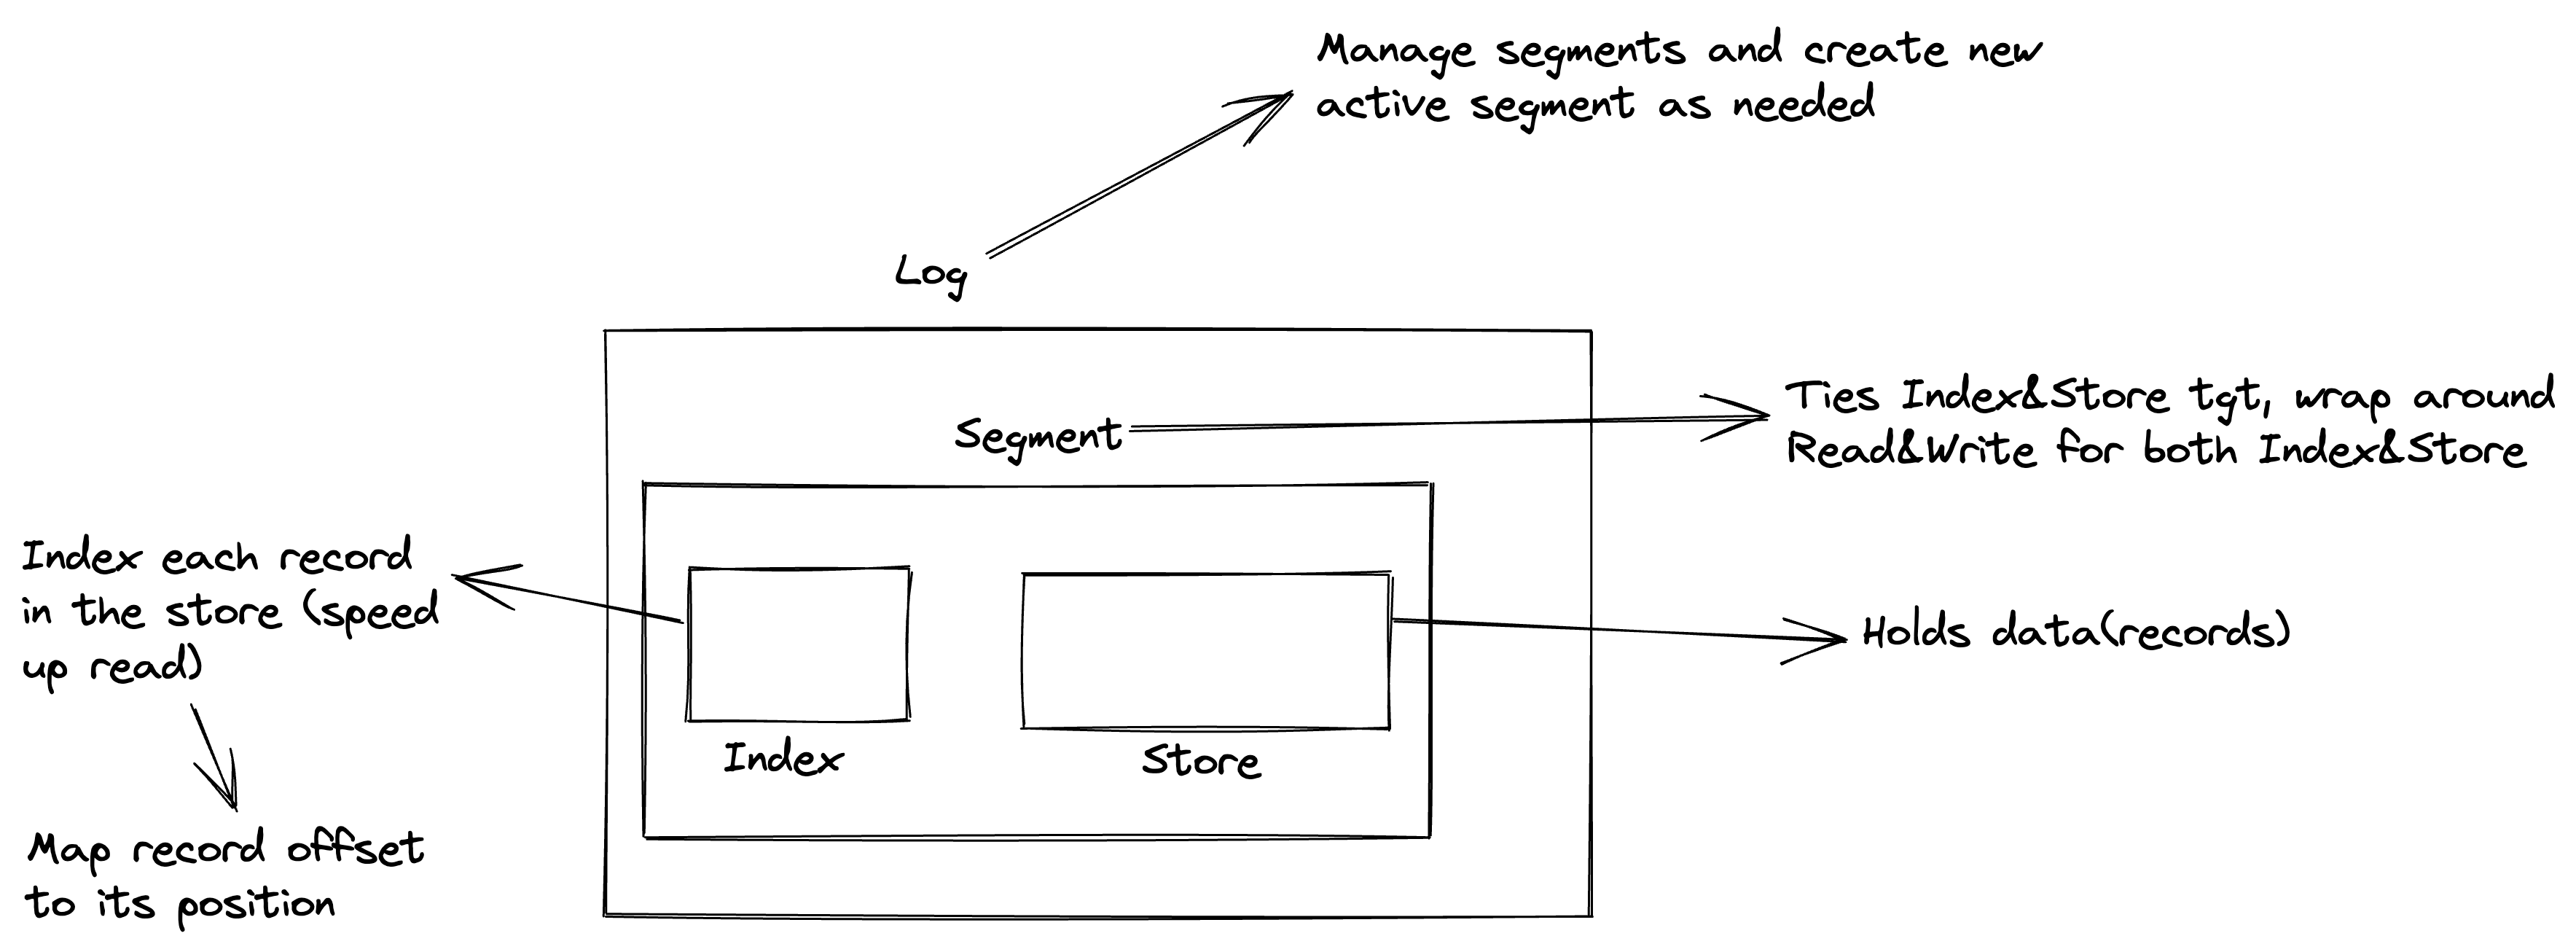 Manage segments and create new
active segment as needed
Log
Segment
Ties Index&Store tgt, wrap around
Read&Write for both Index&Store
Index each record
in the store (speed
up read)
Holds data(records)
Index
Store
Map record offset
to its position